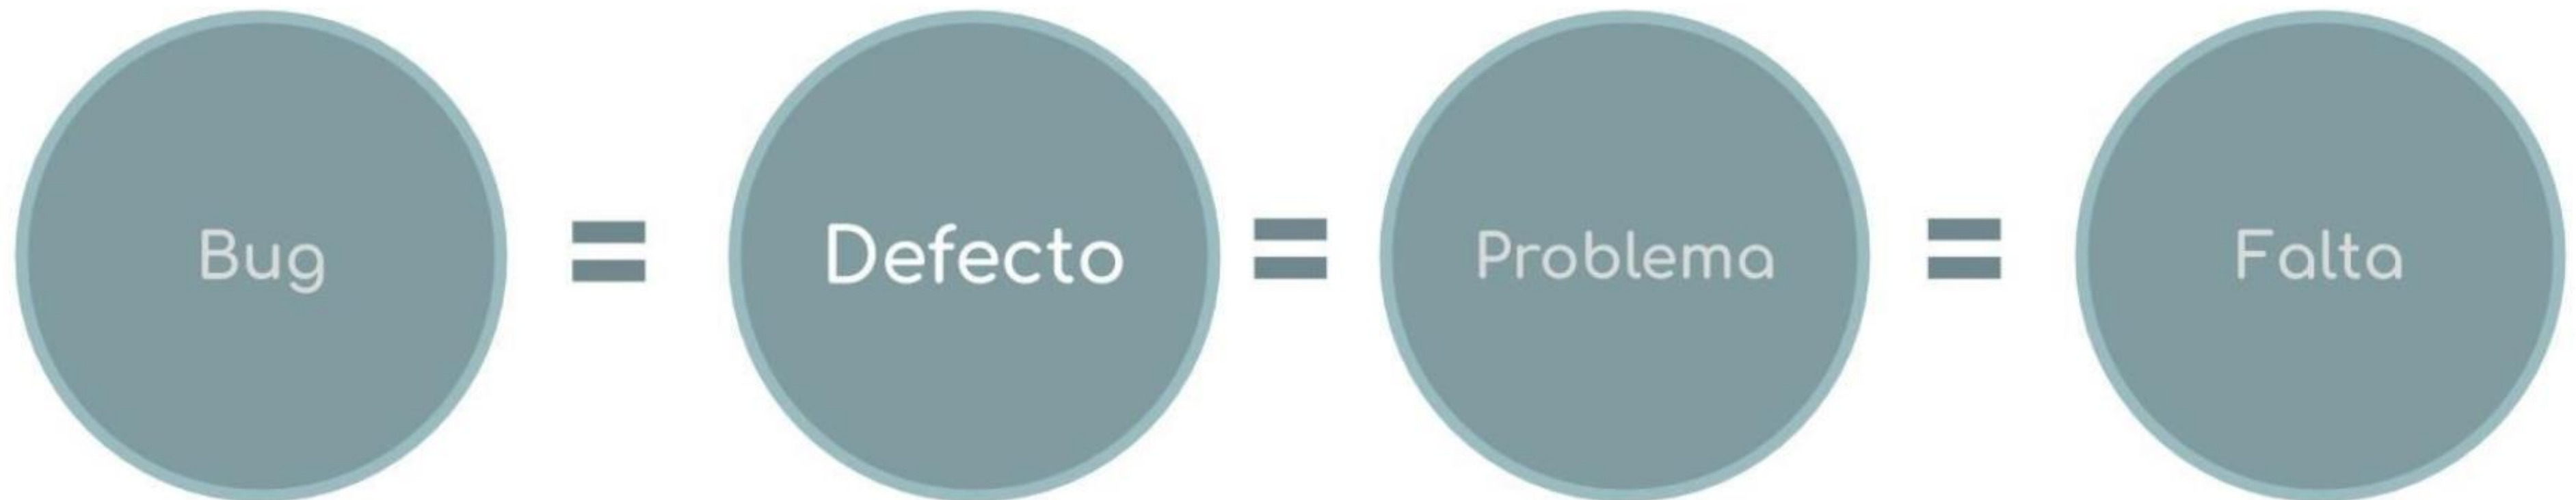 Bug = Defecto = Problema = Falta